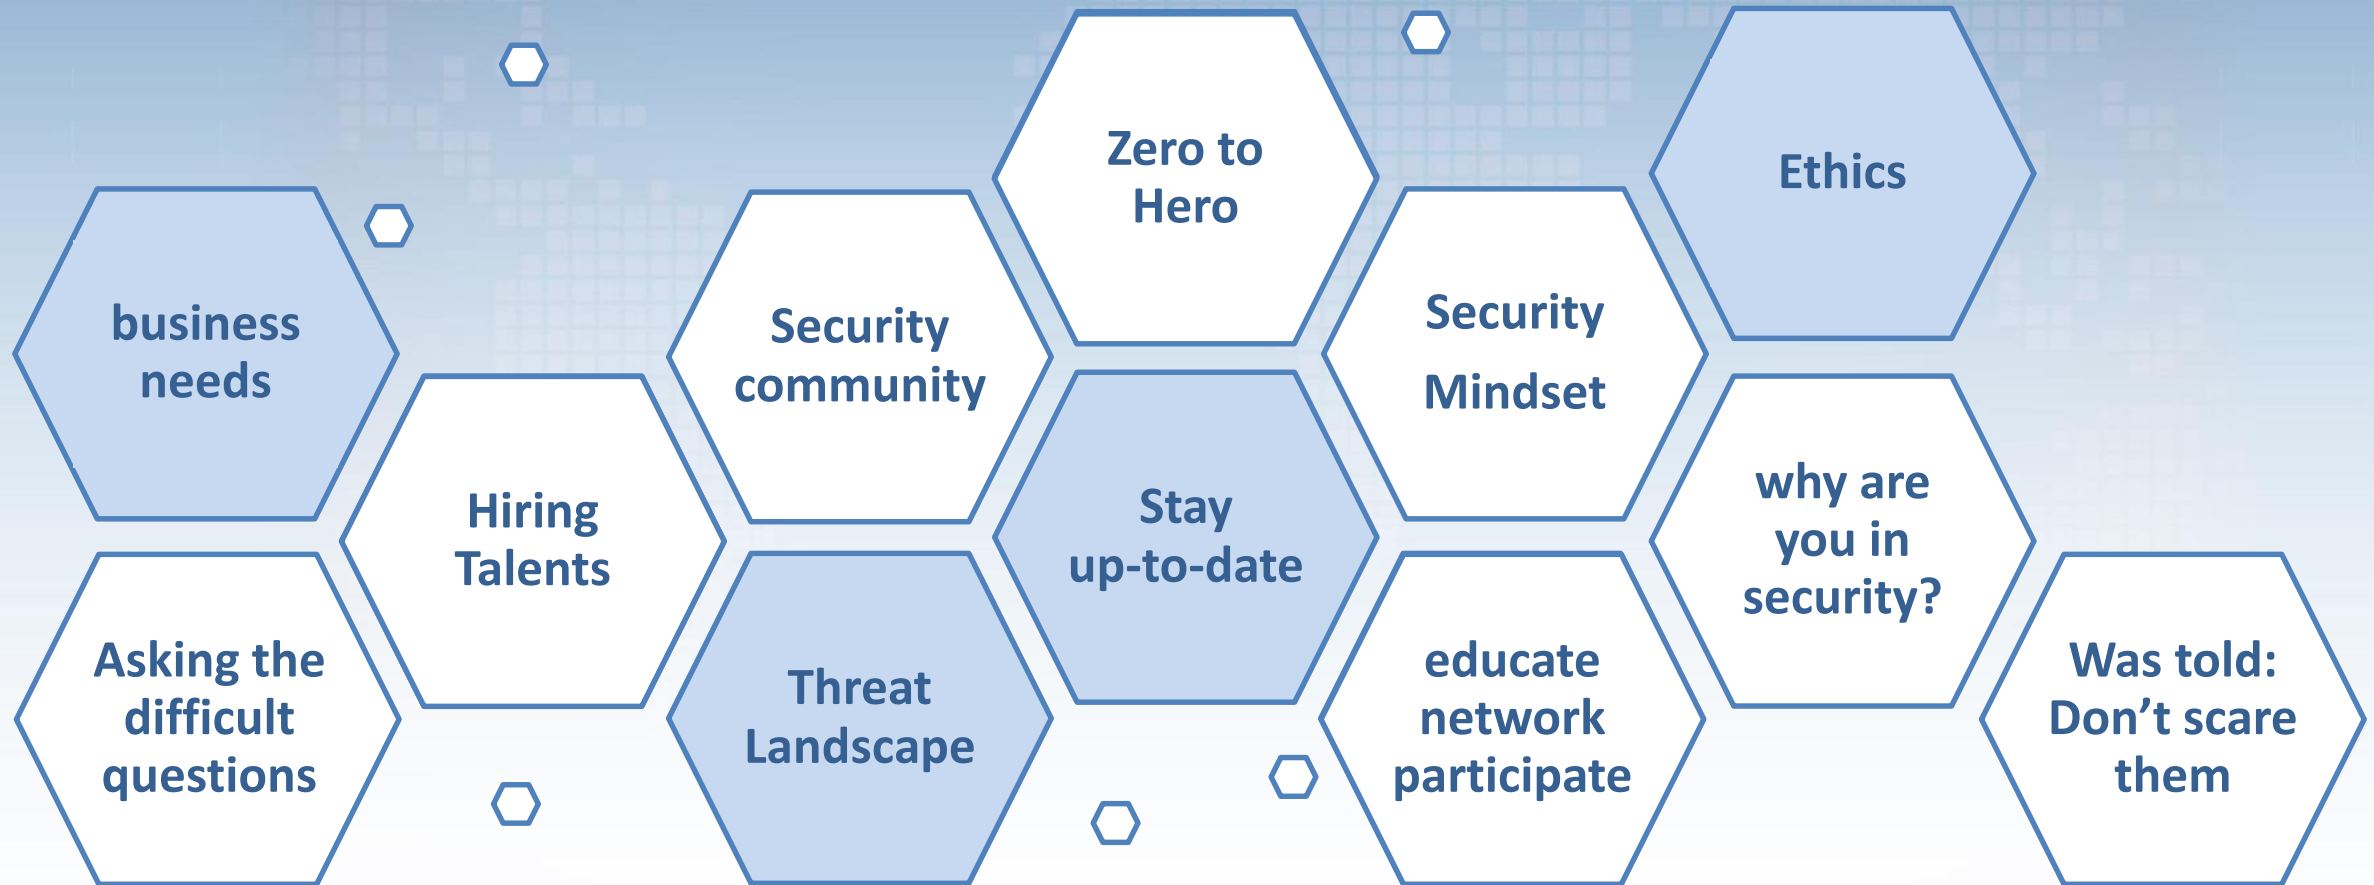 business
needs
Asking the
difficult
questions
Hiring
Talents
Security
community
Threat
Landscape
Zero to
Hero
Stay
up-to-date
Security
Mindset
educate
network
participate
Ethics
why are
you in
security?
Was told:
Don’t scare
them